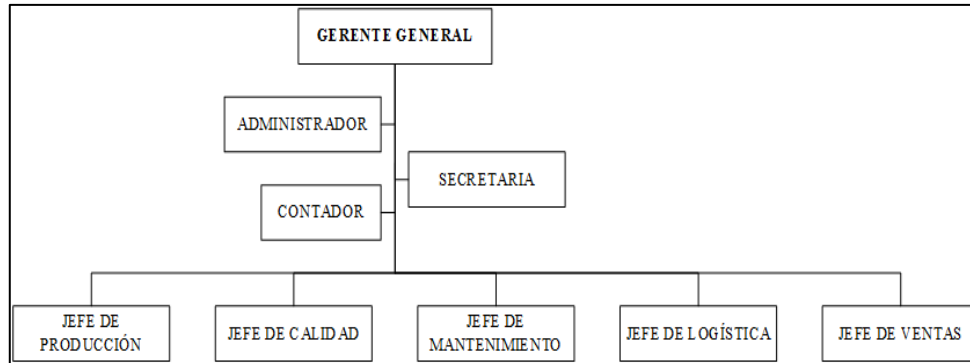 GERENTE GENERAL
ADMINISTRADOR
SECRETARIA
CONTADOR
JEFE DE
PRODUCCIÓN
JEFE DE CALIDAD
JEFE DE
MANTENIMIENTO
JEFE DE LOGÍSTICA
JEFE DE VENTAS